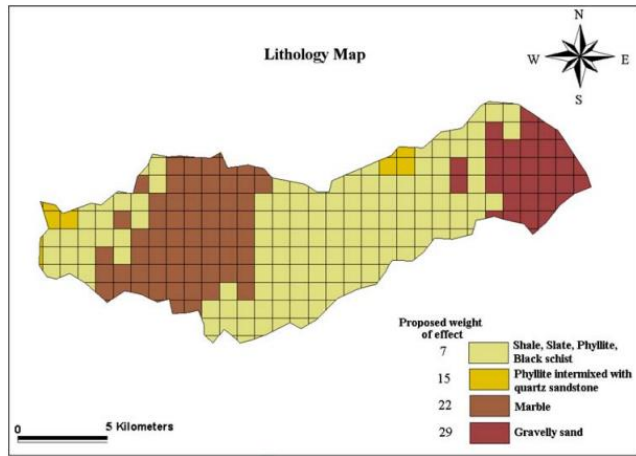 N
Lithology Map
W
E
S
Proposed weight
of effect
7
Shale, Slate, Phyllite,
Black schist
15
Phyllite intermixed with
quartz sandstone
22
Marble
29
Gravelly sand
0
5 Kilometers